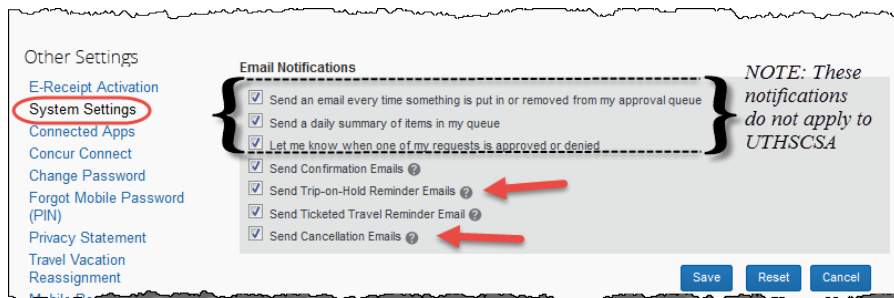 Other Settings
E-Receipt Activation
System Settings
Connected Apps
Concur Connect
Change Password
Forgot Mobile Password
(PIN)
Privacy Statement
Travel Vacation
Reassignment
Email Notifications
Send an email every time something is put in or removed from my approval queue
Send a daily summary of items in my queue
Let me know when one of my requests is approved or denied
Send Confirmation Emails ?
Send Trip-on-Hold Reminder Emails ?
Send Ticketed Travel Reminder Email ?
Send Cancellation Emails ?
NOTE: These
notifications
do not apply to
UTHSCSA
Save Reset Cancel